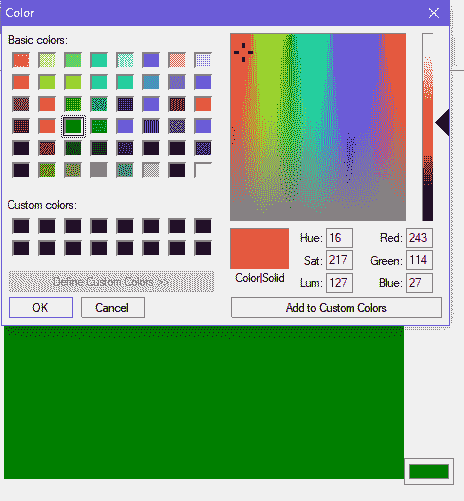 Color
Basic colors:
Custom colors:
Define Custom Colors >>
OK
Cancel
Color|Solid
Hue: 16
Sat: 217
Lum: 127
Red: 243
Green: 114
Blue: 27
Add to Custom Colors